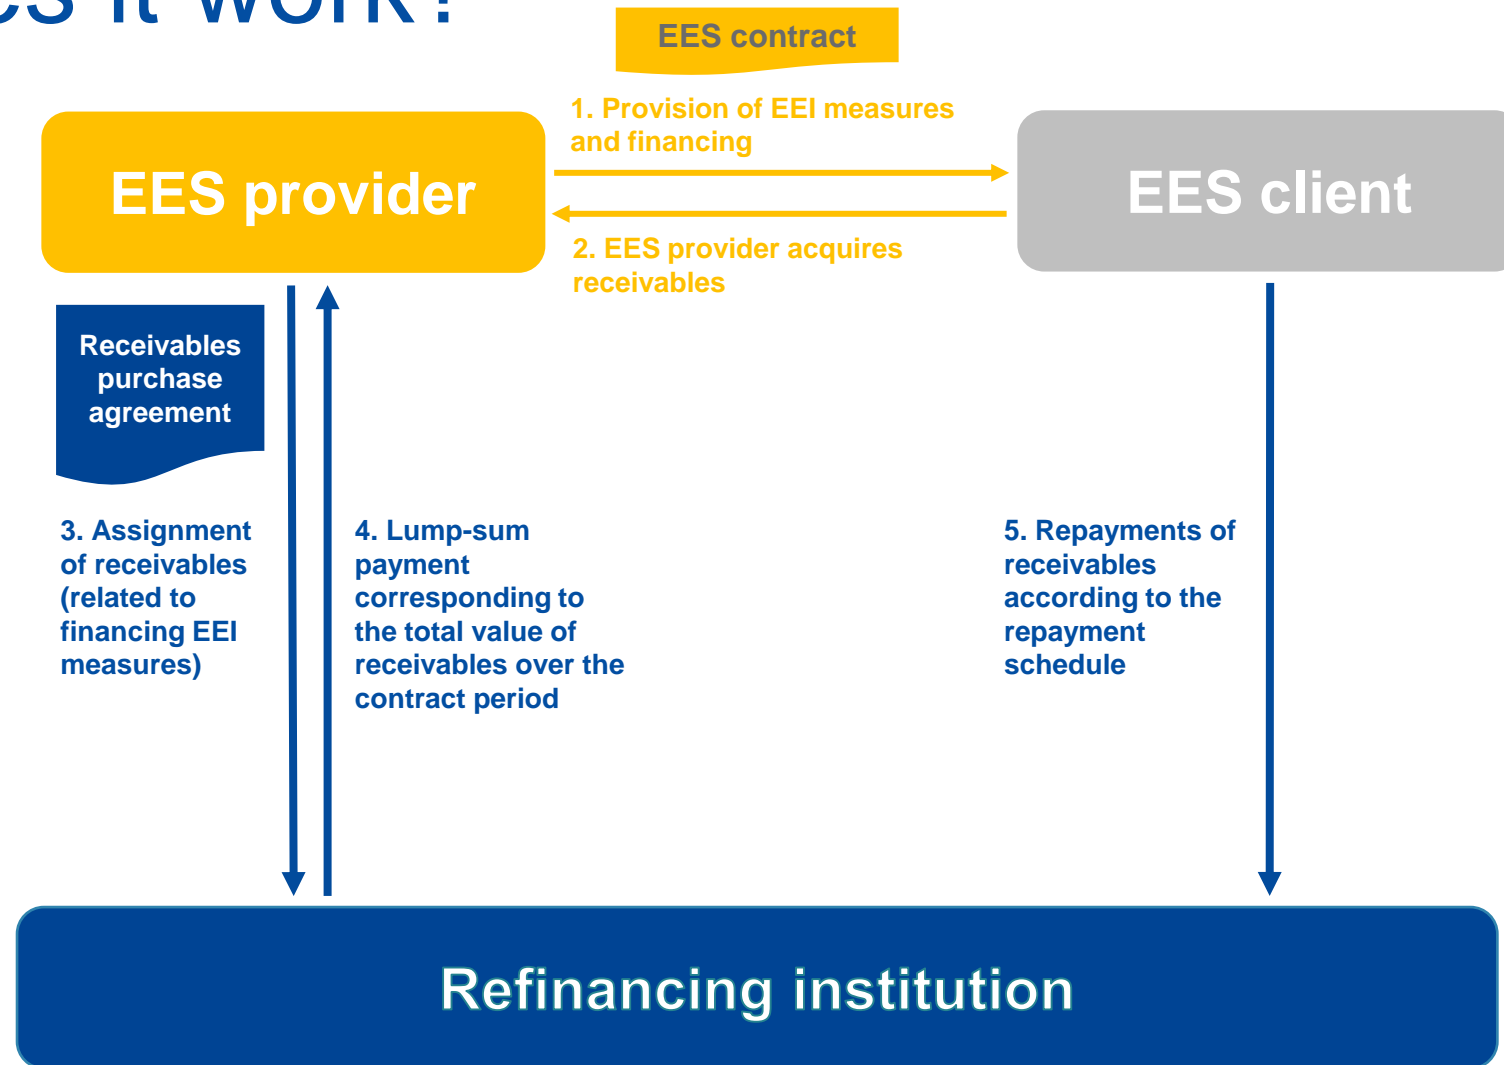 it work?
EES contract
1. Provision of EEI measures
and financing
EES provider
EES client
2. EES provider acquires
receivables
Receivables
purchase
agreement
3. Assignment
of receivables
(related to
financing EEI
measures)
4. Lump-sum
payment
corresponding to
the total value of
receivables over the
contract period
5. Repayments of
receivables
according to the
repayment
schedule
Refinancing institution